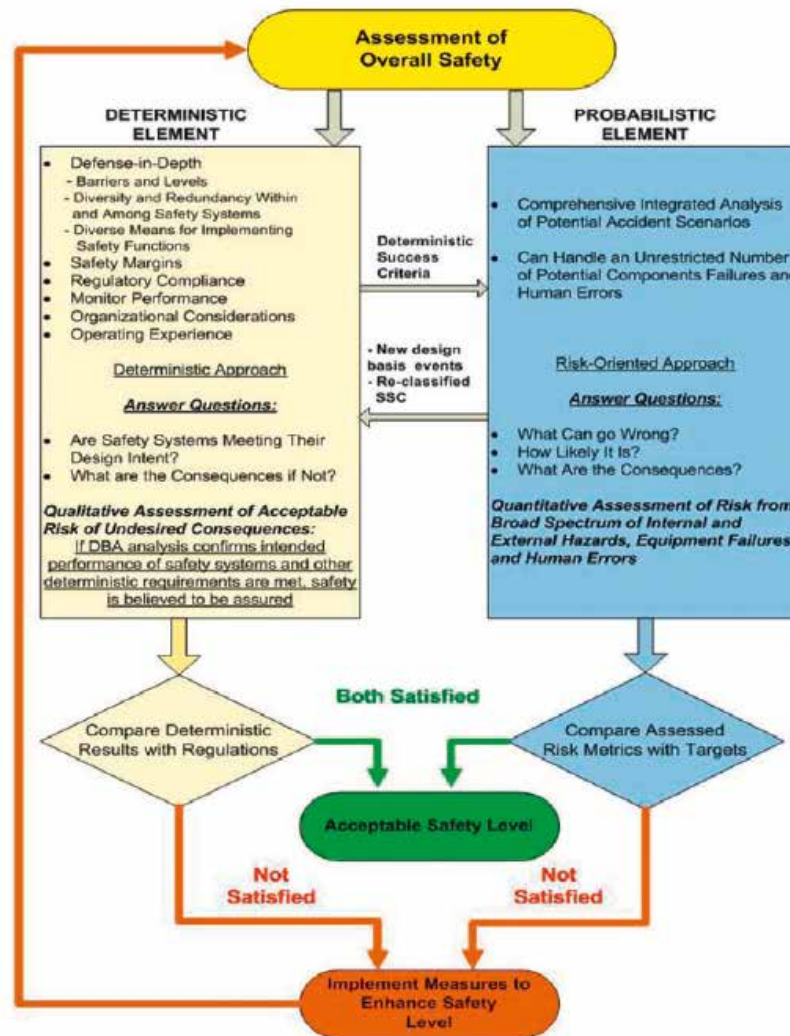 Assessment of
Overall Safety
DETERMINISTIC
ELEMENT
PROBABILISTIC
ELEMENT
• Defense-in-Depth
- Barriers and Levels
- Diversity and Redundancy Within
and Among Safety Systems
- Diverse Means for Implementing
Safety Functions
• Safety Margins
• Regulatory Compliance
• Monitor Performance
• Organizational Considerations
• Operating Experience
Deterministic Approach
Answer Questions:
• Are Safety Systems Meeting Their
Design Intent?
• What are the Consequences if Not?
Qualitative Assessment of Acceptable
Risk of Undesired Consequences:
If DBA analysis confirms intended
performance of safety systems and other
deterministic requirements are met, safety
is believed to be assured
Deterministic
Success
Criteria
- New design
basis events
- Re-classified
SSC
• Comprehensive Integrated Analysis
of Potential Accident Scenarios
• Can Handle an Unrestricted Number
of Potential Components Failures and
Human Errors
Risk-Oriented Approach
Answer Questions:
• What Can go Wrong?
• How Likely It Is?
• What Are the Consequences?
Quantitative Assessment of Risk from
Broad Spectrum of Internal and
External Hazards, Equipment Failures
and Human Errors
Both Satisfied
Compare Deterministic
Results with Regulations
Compare Assessed
Risk Metrics with Targets
Acceptable Safety Level
Not
Satisfied
Not
Satisfied
Implement Measures to
Enhance Safety
Level